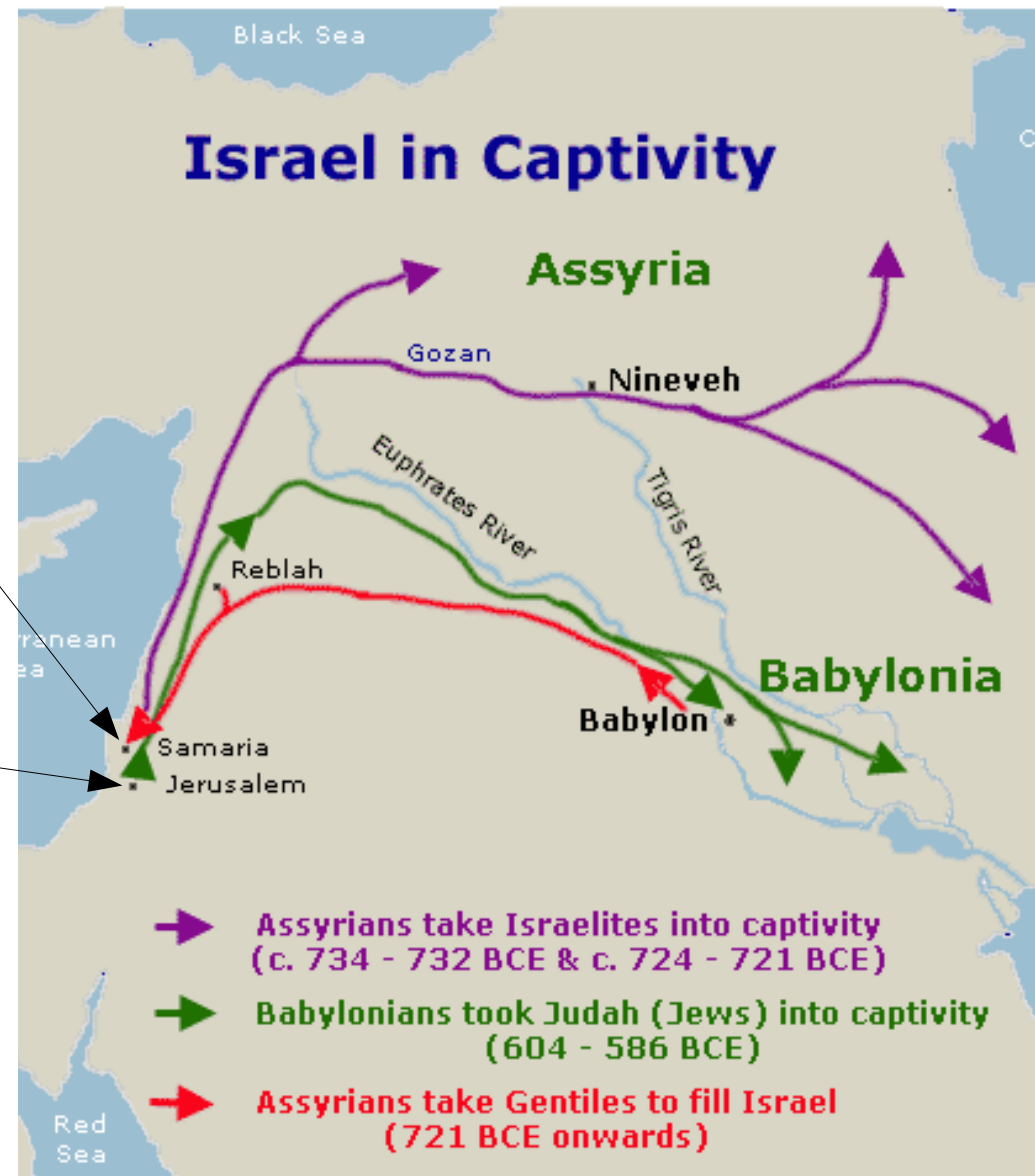 Black Sea
Israel in Captivity
Assyria
Gozan
Nineveh
Euphrates River
Tigris River
Reblah
rranean
ea
Babylonia
Babylon
Samaria
Jerusalem
Assyrians take Israelites into captivity
(c. 734 - 732 BCE & c. 724 - 721 BCE)
Babylonians took Judah (Jews) into captivity
(604 - 586 BCE)
Assyrians take Gentiles to fill Israel
(721 BCE onwards)
Red
Sea